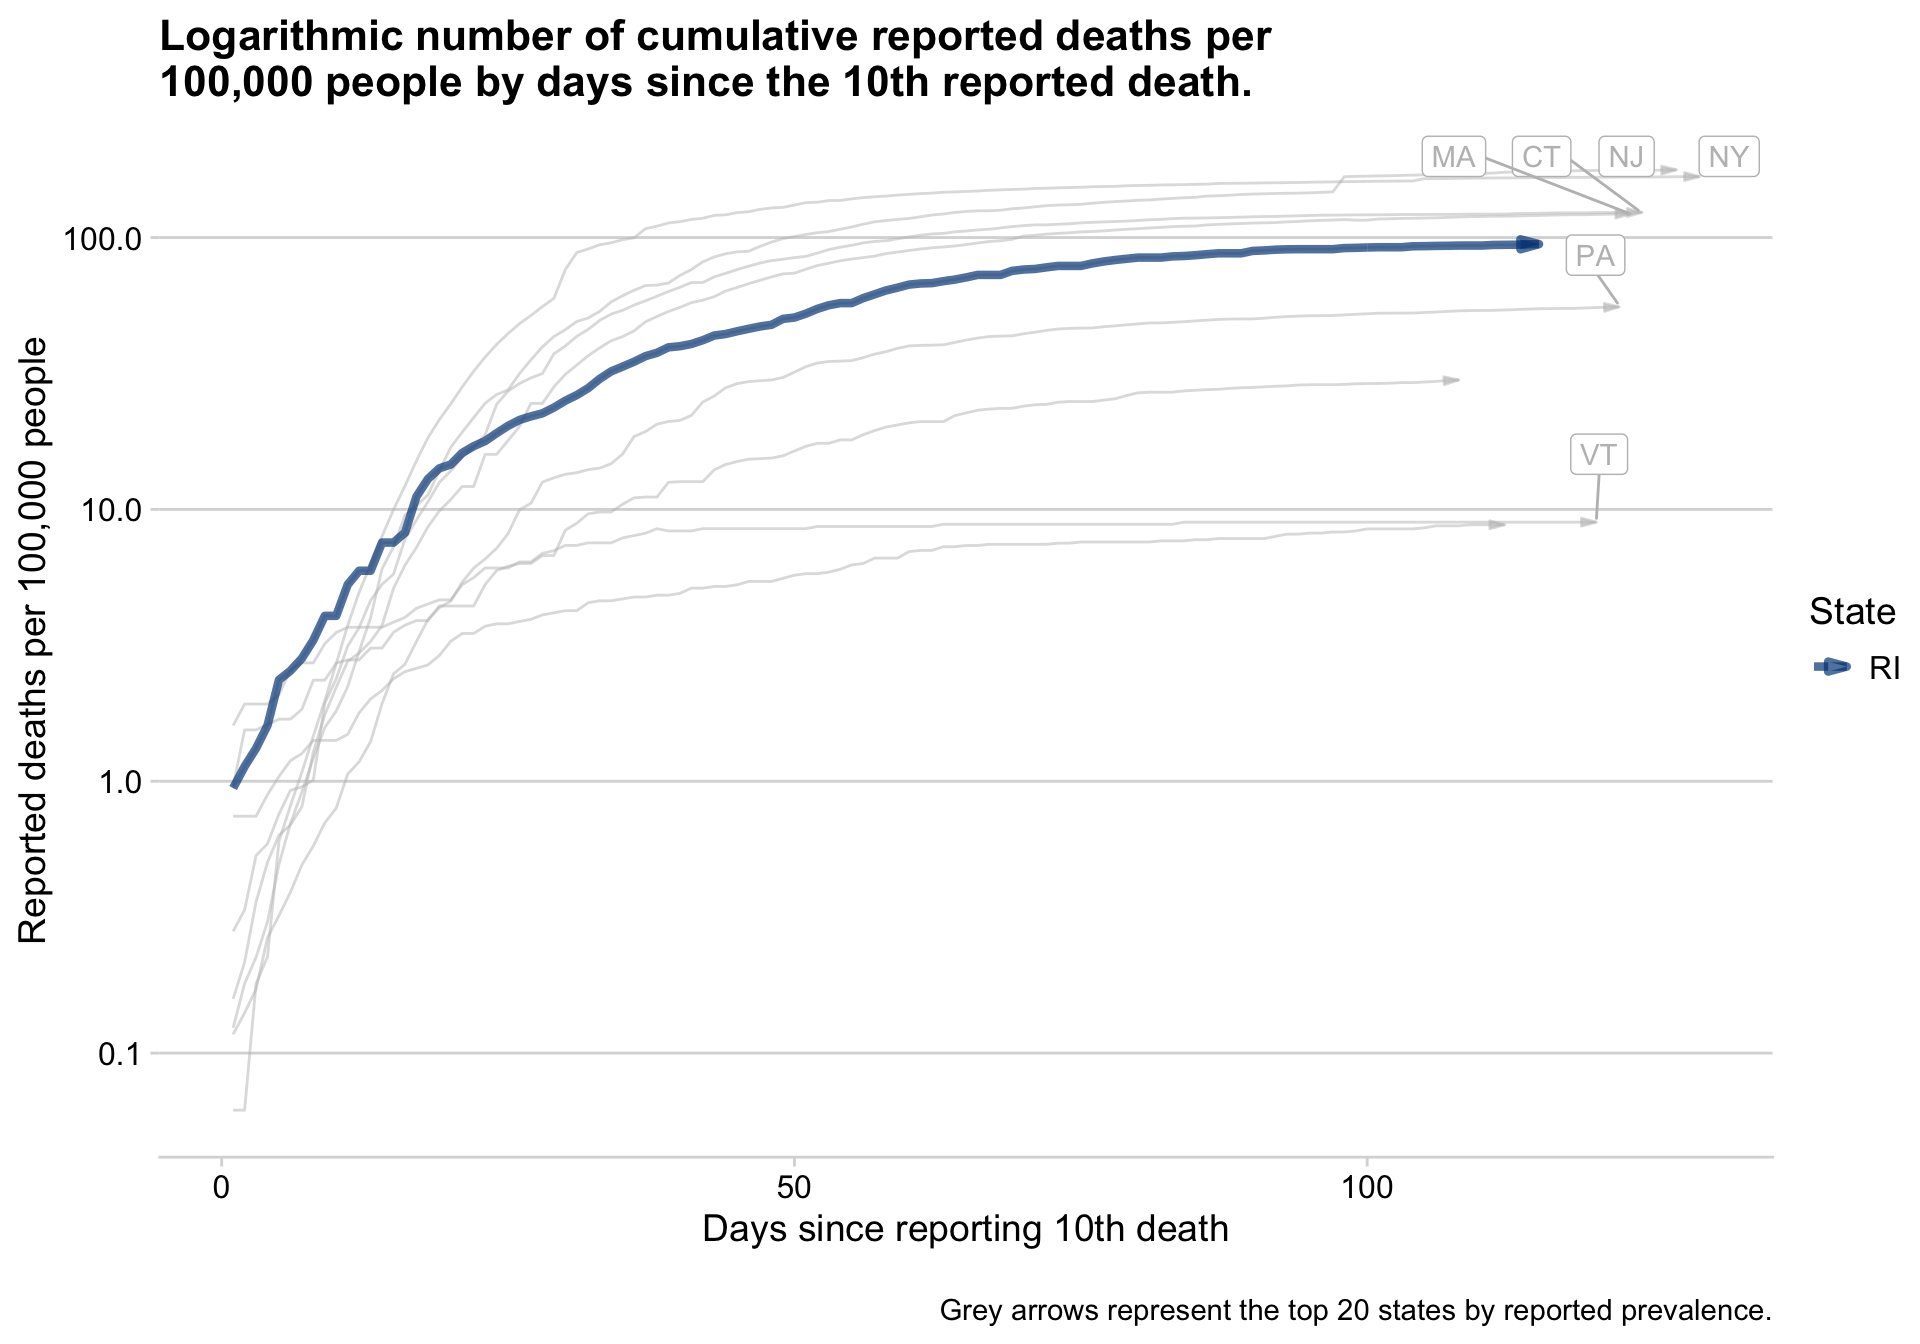 Logarithmic number of cumulative reported deaths per
100,000 people by days since the 10th reported death.
MA CT NJ NY
100.0
PA
VT
10.0
1.0
0.1
Reported deaths per 100,000 people
State
RI
0 50 100
Days since reporting 10th death
Grey arrows represent the top 20 states by reported prevalence.